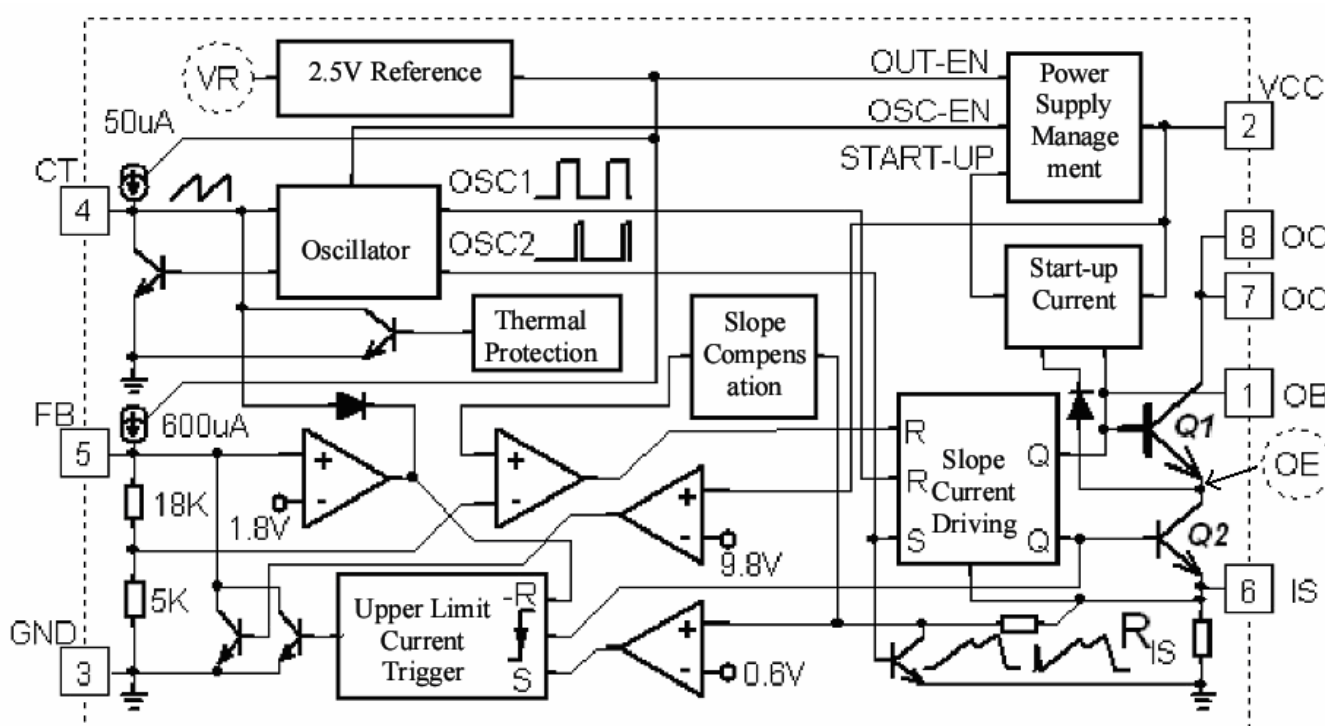 VR
2.5V Reference
OUT-EN
Power
Supply
Manage
ment
VCC
2
50uA
OSC-EN
CT
START-UP
4
OSC1
8
OC
Oscillator
OSC2
Start-up
Current
7
OC
Thermal
Protection
Slope
Compens
ation
1
OB
FB
600uA
5
R
Q
Q1
+
-
+
-
R
Slope
Current
Driving
OE
18K
1.8V
+
-
S
Q
Q2
9.8V
6
IS
5K
Upper Limit
Current
Trigger
-R
S
+
-
RIS
GND
3
0.6V